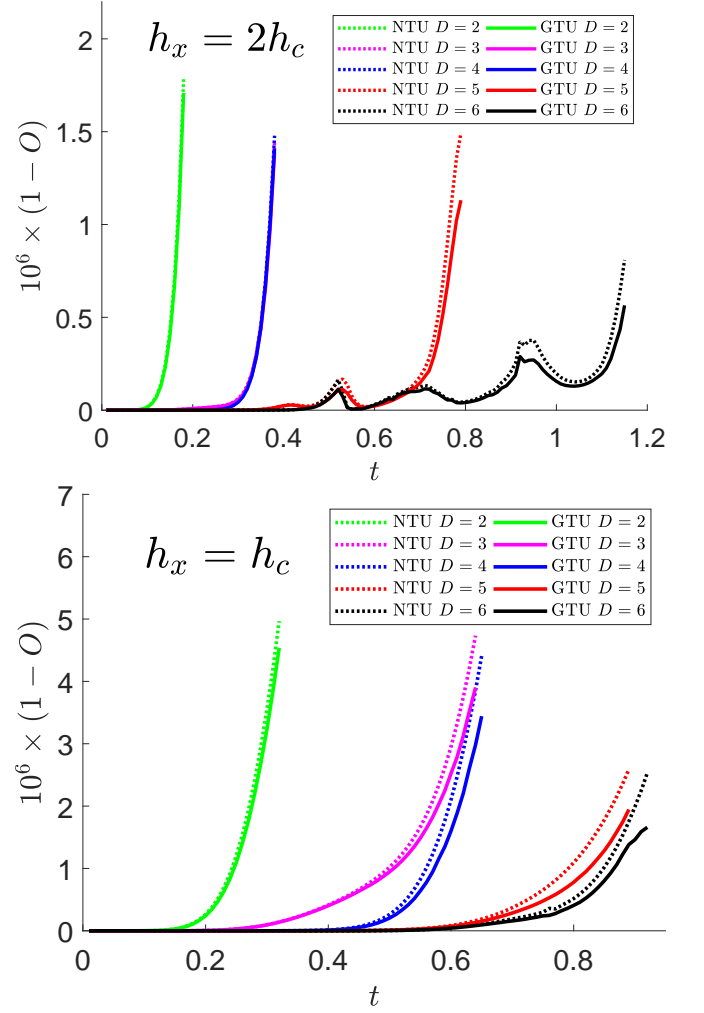 h_x = 2h_c
NTU D = 2 GTU D = 2
NTU D = 3 GTU D = 3
NTU D = 4 GTU D = 4
NTU D = 5 GTU D = 5
NTU D = 6 GTU D = 6
10^6 × (1 − O)
2
1.5
1
0.5
0
0 0.2 0.4 0.6 0.8 1 1.2
t
h_x = h_c
NTU D = 2 GTU D = 2
NTU D = 3 GTU D = 3
NTU D = 4 GTU D = 4
NTU D = 5 GTU D = 5
NTU D = 6 GTU D = 6
10^6 × (1 − O)
7
6
5
4
3
2
1
0
0 0.2 0.4 0.6 0.8
t